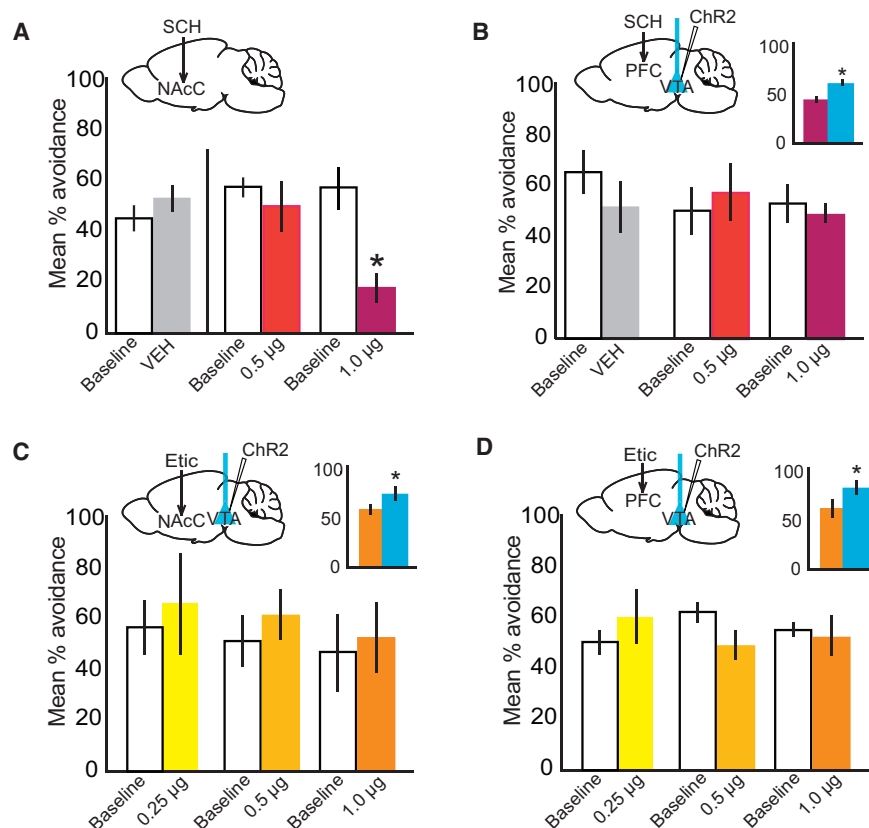 A
SCH
NAcC
Mean % avoidance
100
80
60
40
20
0
Baseline
VEH
Baseline
0.5 µg
Baseline
1.0 µg
*
B
SCH
ChR2
PFC
VTA
100
50
0
*
Mean % avoidance
100
80
60
40
20
0
Baseline
VEH
Baseline
0.5 µg
Baseline
1.0 µg
C
Etic
ChR2
NAcC
VTA
100
50
0
*
Mean % avoidance
100
80
60
40
20
0
Baseline
0.25 µg
Baseline
0.5 µg
Baseline
1.0 µg
D
Etic
ChR2
PFC
VTA
100
50
0
*
Mean % avoidance
100
80
60
40
20
0
Baseline
0.25 µg
Baseline
0.5 µg
Baseline
1.0 µg